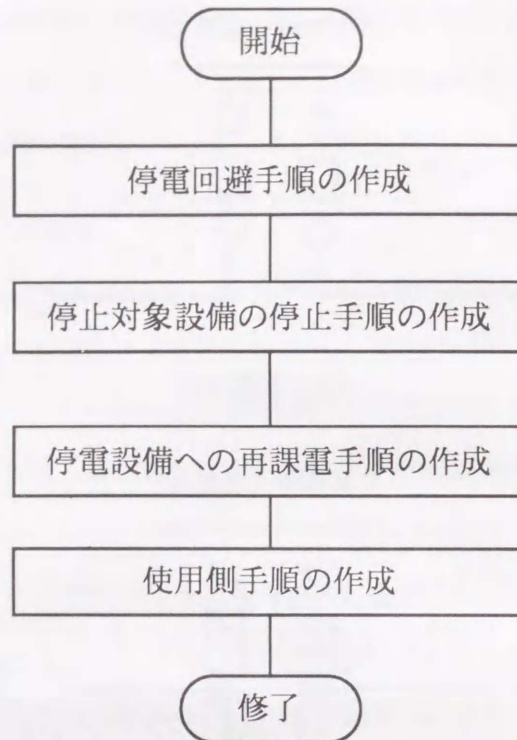 開始
停電回避手順の作成
停止対象設備の停止手順の作成
停電設備への再課電手順の作成
使用側手順の作成
修了